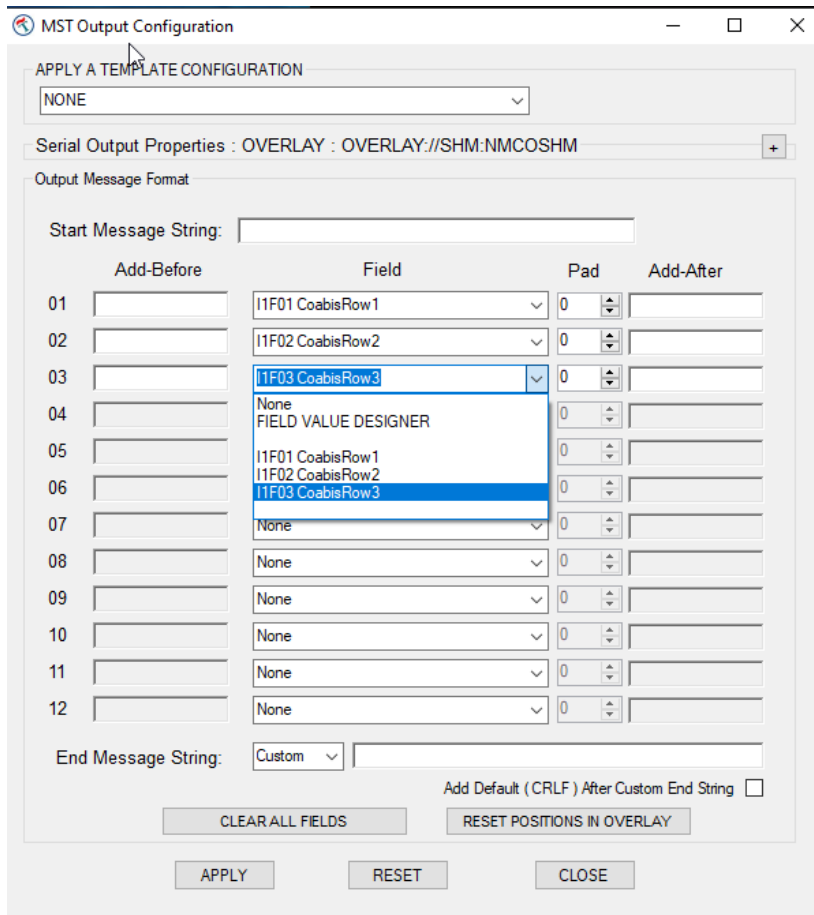 MST Output Configuration
APPLY A TEMPLATE CONFIGURATION
NONE
Serial Output Properties : OVERLAY : OVERLAY://SHM:NMCOSHM +
Output Message Format
Start Message String:
Add-Before Field Pad Add-After
01 I1F01 CoabisRow1 0
02 I1F02 CoabisRow2 0
03 I1F03 CoabisRow3 0
04 None 0
FIELD VALUE DESIGNER
05 I1F01 CoabisRow1 0
I1F02 CoabisRow2
06 I1F03 CoabisRow3 0
07 None 0
08 None 0
09 None 0
10 None 0
11 None 0
12 None 0
End Message String: Custom
Add Default ( CRLF ) After Custom End String
CLEAR ALL FIELDS RESET POSITIONS IN OVERLAY
APPLY RESET CLOSE